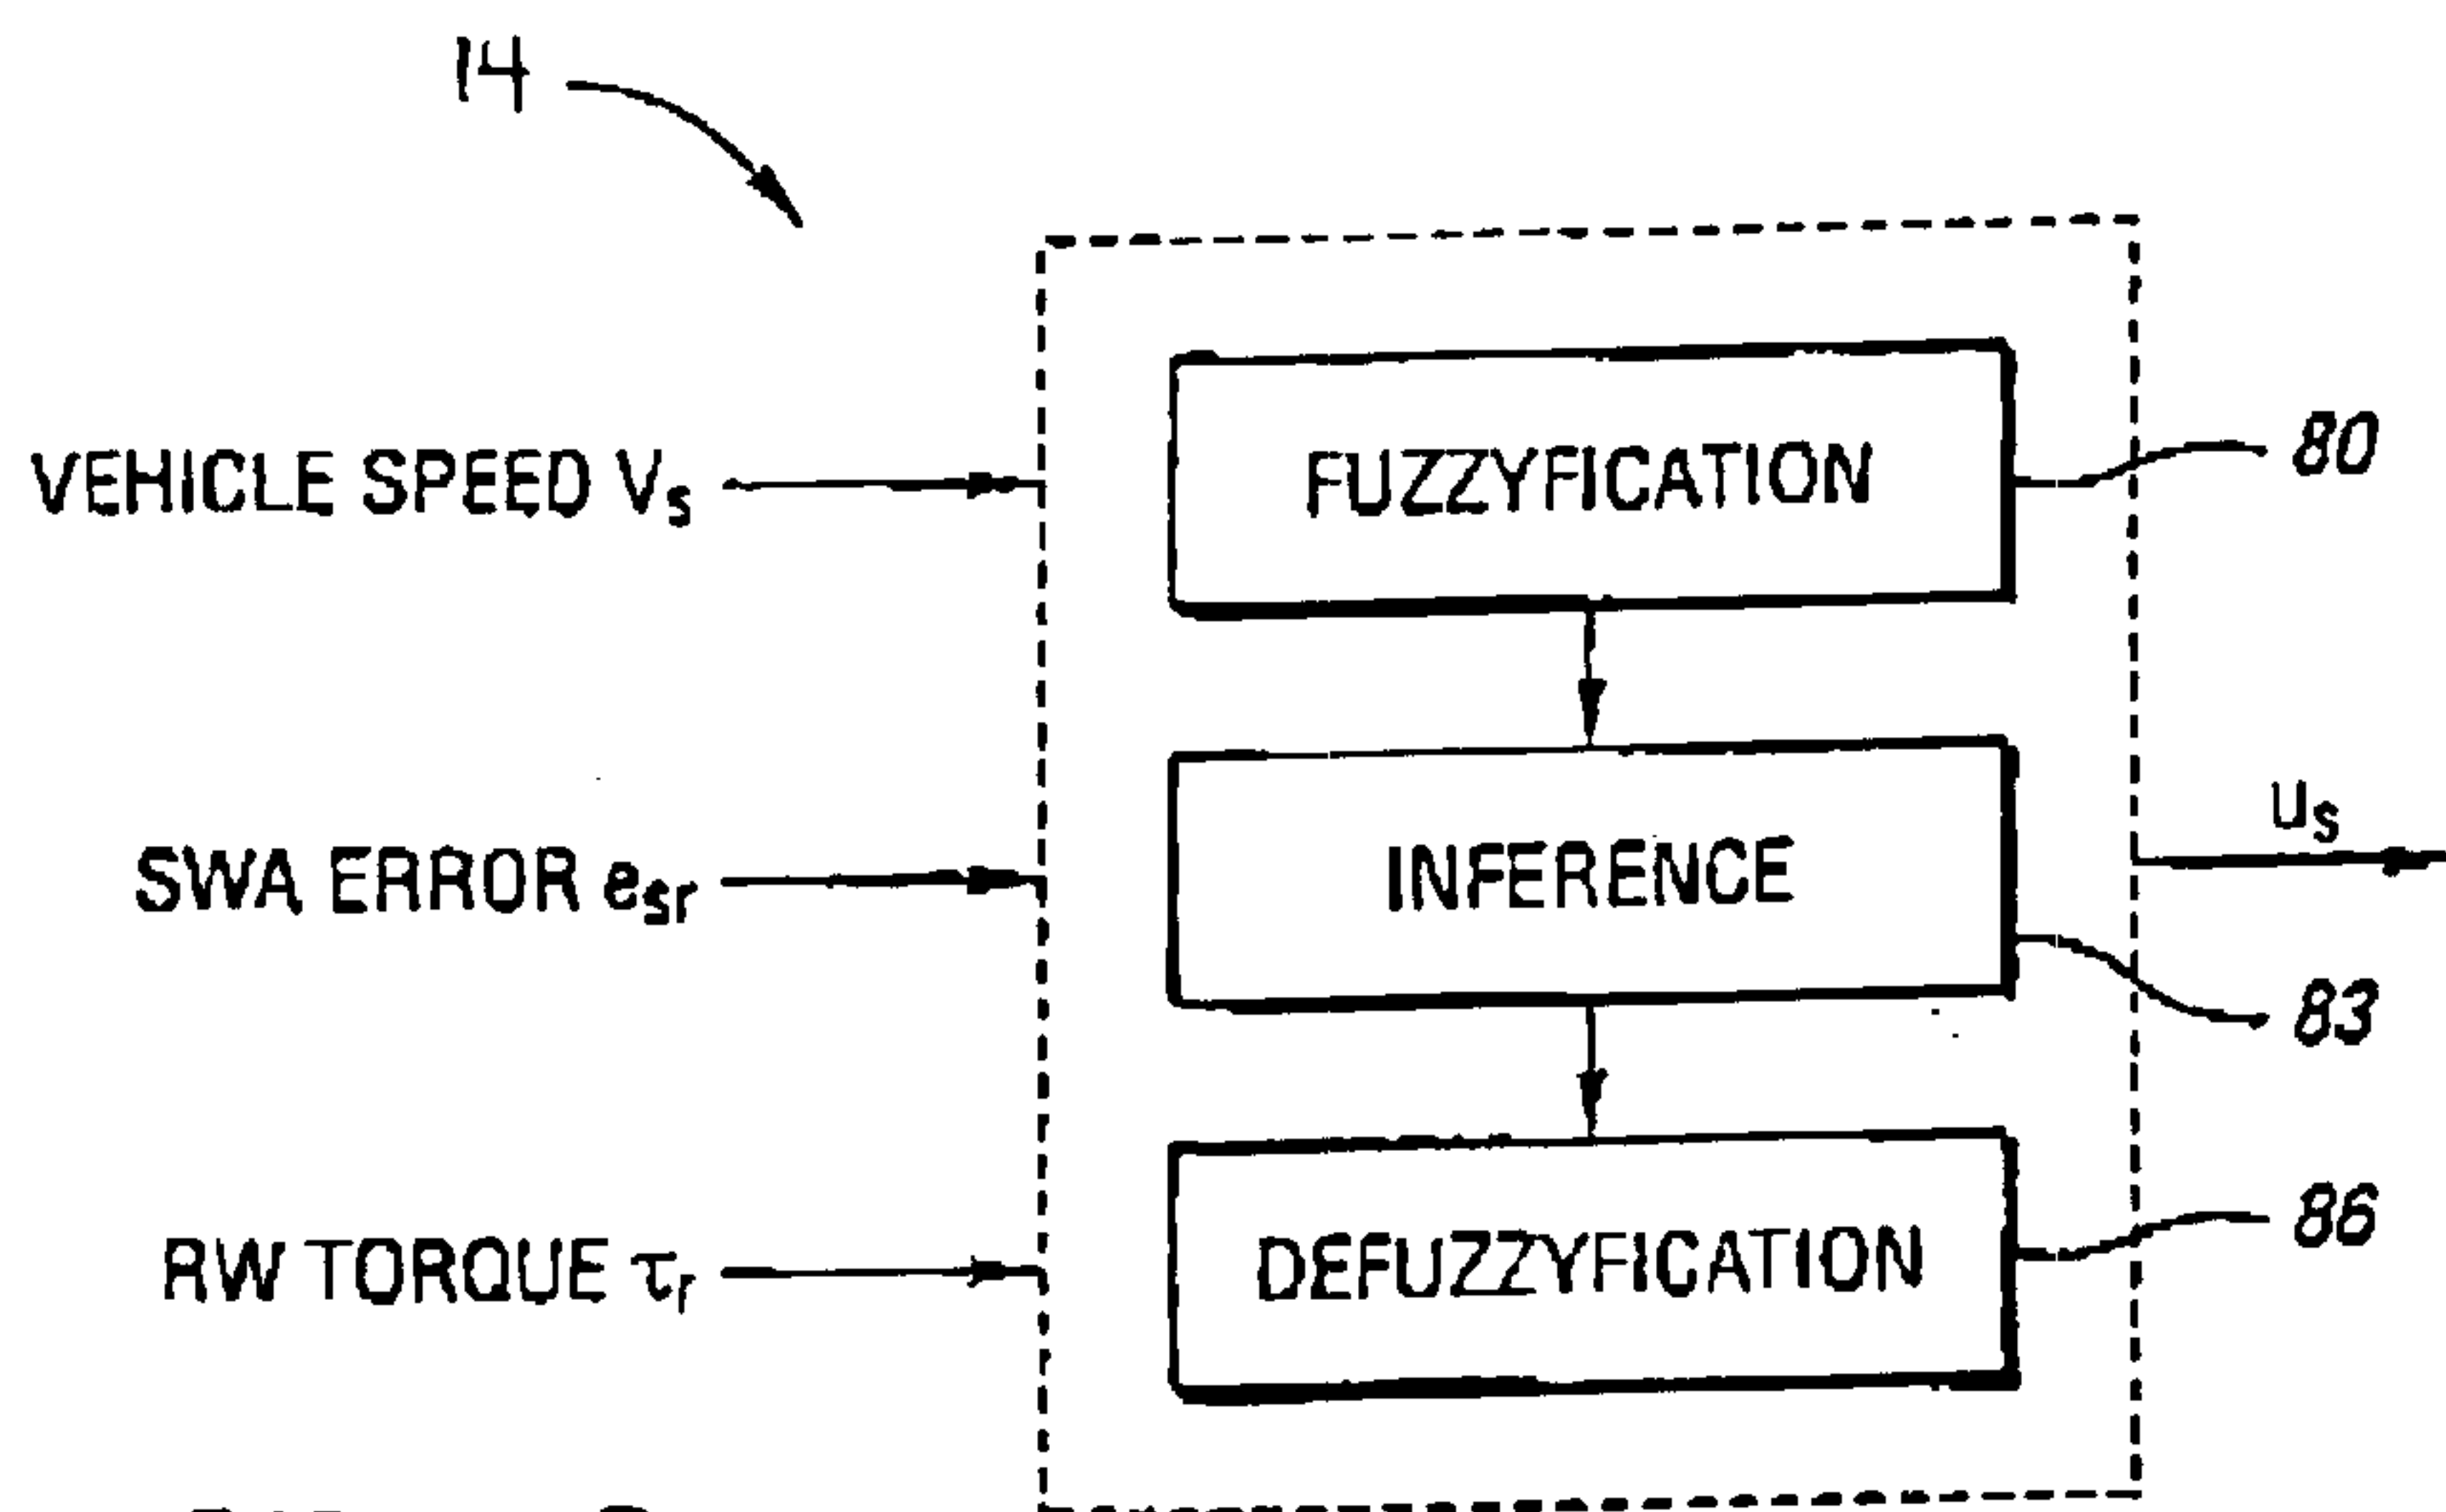 14
VEHICLE SPEED Vs
FUZZYFICATION
80
SWA ERROR esr
INFERENCE
Us
83
RW TORQUE τr
DEFUZZYFICATION
86